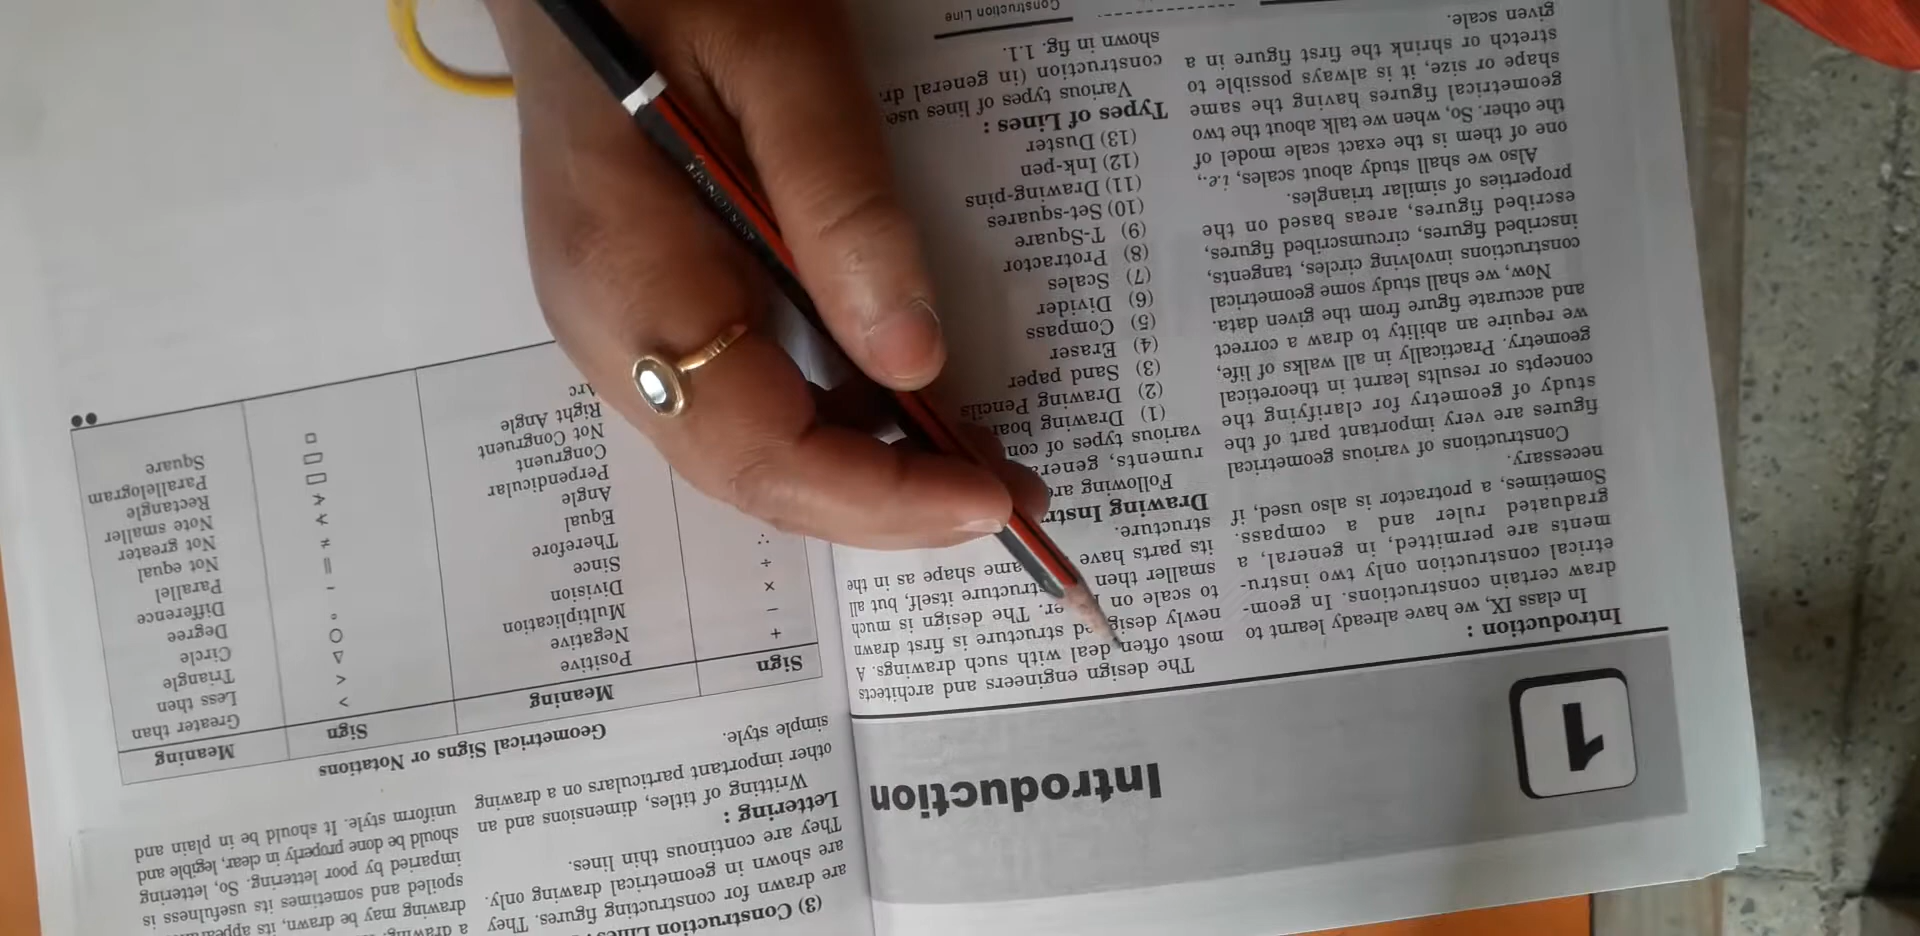 1
Introduction
Introduction :
In class IX, we have already learnt to
draw certain constructions. In geom-
etrical construction only two instru-
ments are permitted, in general, a
graduated ruler and a compass.
Sometimes, a protractor is also used, if
necessary.
Constructions of various geometrical
figures are very important part of the
study of geometry for clarifying the
concepts or results learnt in theoretical
geometry. Practically in all walks of life,
we require an ability to draw a correct
and accurate figure from the given data.
Now, we shall study some geometrical
constructions involving circles, tangents,
inscribed figures, circumscribed figures,
escribed figures, areas based on the
properties of similar triangles.
Also we shall study about scales, i.e.,
one of them is the exact scale model of
the other. So, when we talk about the two
geometrical figures having the same
shape or size, it is always possible to
stretch or shrink the first figure in a
given scale.
The design engineers and architects
most often deal with such drawings. A
newly structure is first drawn
to scale on The design is much
smaller then structure itself, but all
its parts have shape as in the
structure.
Drawing
Following
ruments,
various types of
(1) Drawing
(2) Drawing Pencils
(3) Sand paper
(4) Eraser
(5) Compass
(6) Divider
(7) Scales
(8) Protractor
(9) T-Square
(10) Set-squares
(11) Drawing-pins
(12) Ink-pen
(13) Duster
Types of Lines :
Various types of lines
construction (in general
shown in fig. 1.1.
Construction Line
(3) Construction
are drawn for constructing figures. They
are shown in geometrical drawing only.
They are continous thin lines.
Lettering :
Writting of titles, dimensions and an
other important particulars on a drawing
simple style.
a
drawing may be drawn, its
spoiled and sometimes its usefulness is
imparted by poor lettering. So, lettering
should be done properly in clear, legible and
uniform style. It should be in plain and
Geometrical Signs or Notations
Sign Meaning Sign Meaning
+ Positive > Greater than
− Negative < Less then
× Multiplication Δ Triangle
÷ Division ○ Circle
Since ° Degree
∴ Therefore − Difference
Equal || Parallel
Angle ≠ Not equal
Perpendicular Not greater
Congruent Note smaller
Not Congruent Rectangle
Right Angle Parallelogram
Arc □ Square